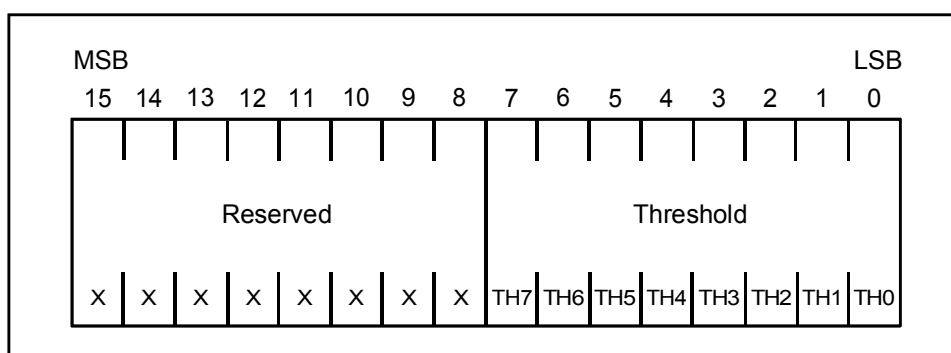 MSB LSB
15 14 13 12 11 10 9 8 7 6 5 4 3 2 1 0
Reserved Threshold
X X X X X X X X TH7 TH6 TH5 TH4 TH3 TH2 TH1 TH0